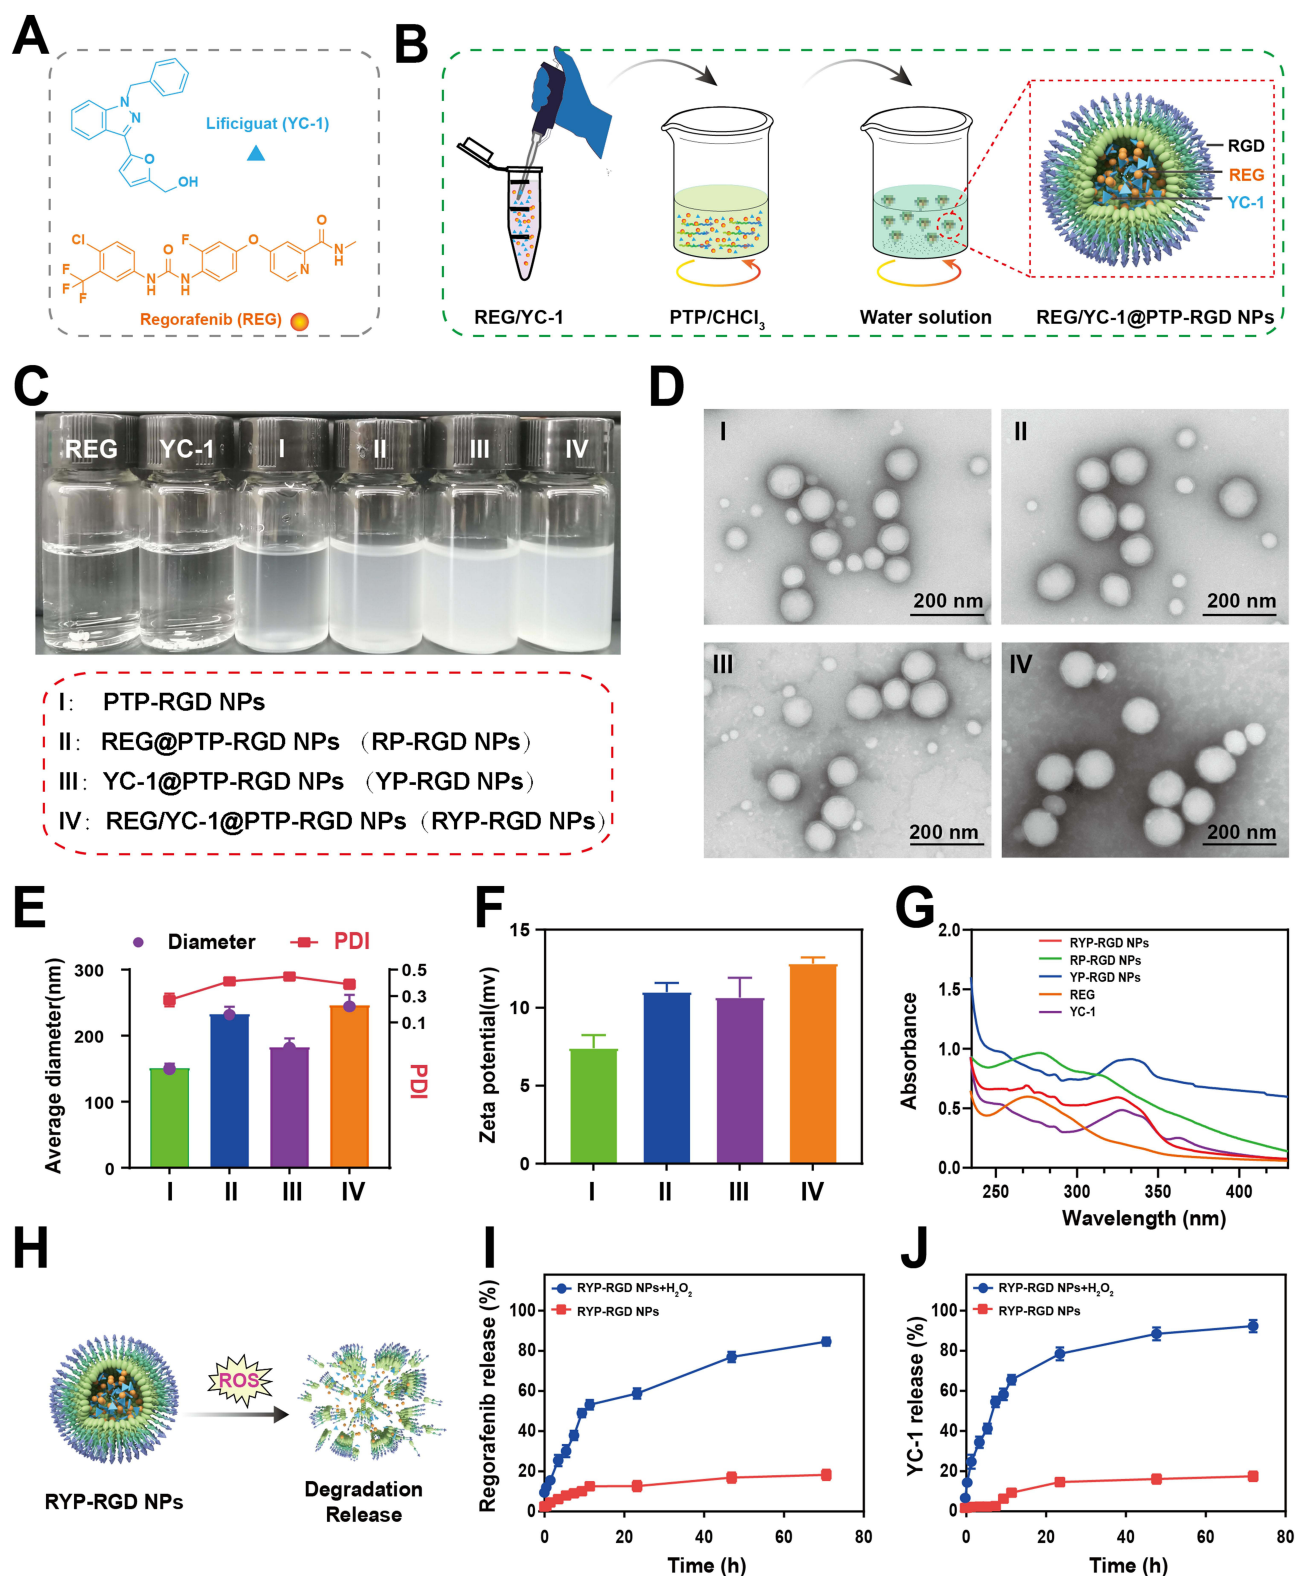 A
Lificiguat (YC-1)
N
N
O
OH
O
Cl
F
F
F
N
H
O
N
H
F
O
N
N
H
Regorafenib (REG)
B
RGD
REG
YC-1
REG/YC-1
PTP/CHCl3
Water solution
REG/YC-1@PTP-RGD NPs
C
REG
YC-1
I
II
III
IV
I: PTP-RGD NPs
II: REG@PTP-RGD NPs （RP-RGD NPs）
III: YC-1@PTP-RGD NPs （YP-RGD NPs）
IV: REG/YC-1@PTP-RGD NPs （RYP-RGD NPs）
D
I
200 nm
II
200 nm
III
200 nm
IV
200 nm
E
Diameter
PDI
Average diameter(nm)
300
200
100
0
0.5
0.3
0.1
PDI
I
II
III
IV
F
Zeta potential(mv)
15
10
5
0
I
II
III
IV
G
Absorbance
2.0
1.5
1.0
0.5
0.0
RYP-RGD NPs
RP-RGD NPs
YP-RGD NPs
REG
YC-1
250
300
350
400
Wavelength (nm)
H
ROS
RYP-RGD NPs
Degradation
Release
I
RYP-RGD NPs+H2O2
RYP-RGD NPs
Regorafenib release (%)
100
80
60
40
20
0
0
20
40
60
80
Time (h)
J
RYP-RGD NPs+H2O2
RYP-RGD NPs
YC-1 release (%)
100
80
60
40
20
0
0
20
40
60
80
Time (h)